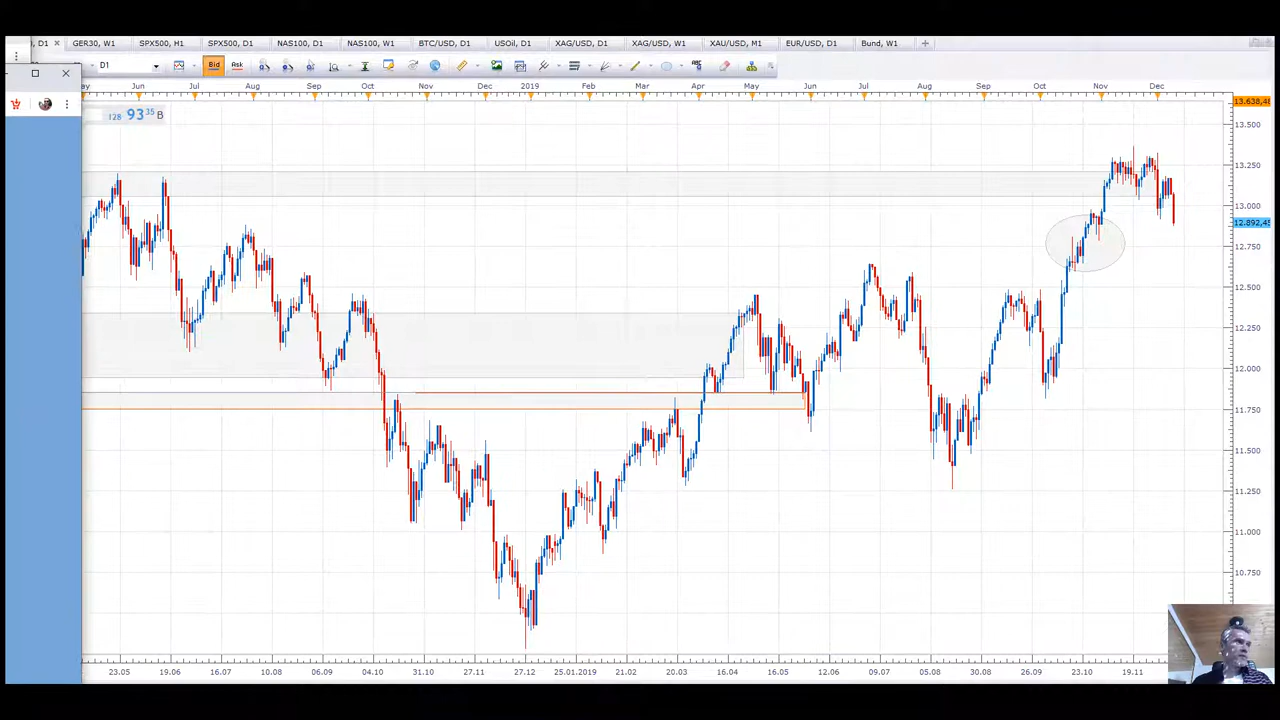 , D1 GER30, W1 SPX500, H1 SPX500, D1 NAS100, D1 NAS100, W1 BTC/USD, D1 USOil, D1 XAG/USD, D1 XAG/USD, W1 XAU/USD, M1 EUR/USD, D1 Bund, W1
D1 Bid Ask ABC
Jun Jul Aug Sep Oct Nov Dec 2019 Feb Mar Apr May Jun Jul Aug Sep Oct Nov Dec
13.638,48
128 93 35 B
13.500
13.250
13.000
12.892,45
12.750
12.500
12.250
12.000
11.750
11.500
11.250
11.000
10.750
23.05 19.06 16.07 10.08 06.09 04.10 31.10 27.11 27.12 25.01.2019 21.02 20.03 16.04 16.05 12.06 09.07 05.08 30.08 26.09 23.10 19.11